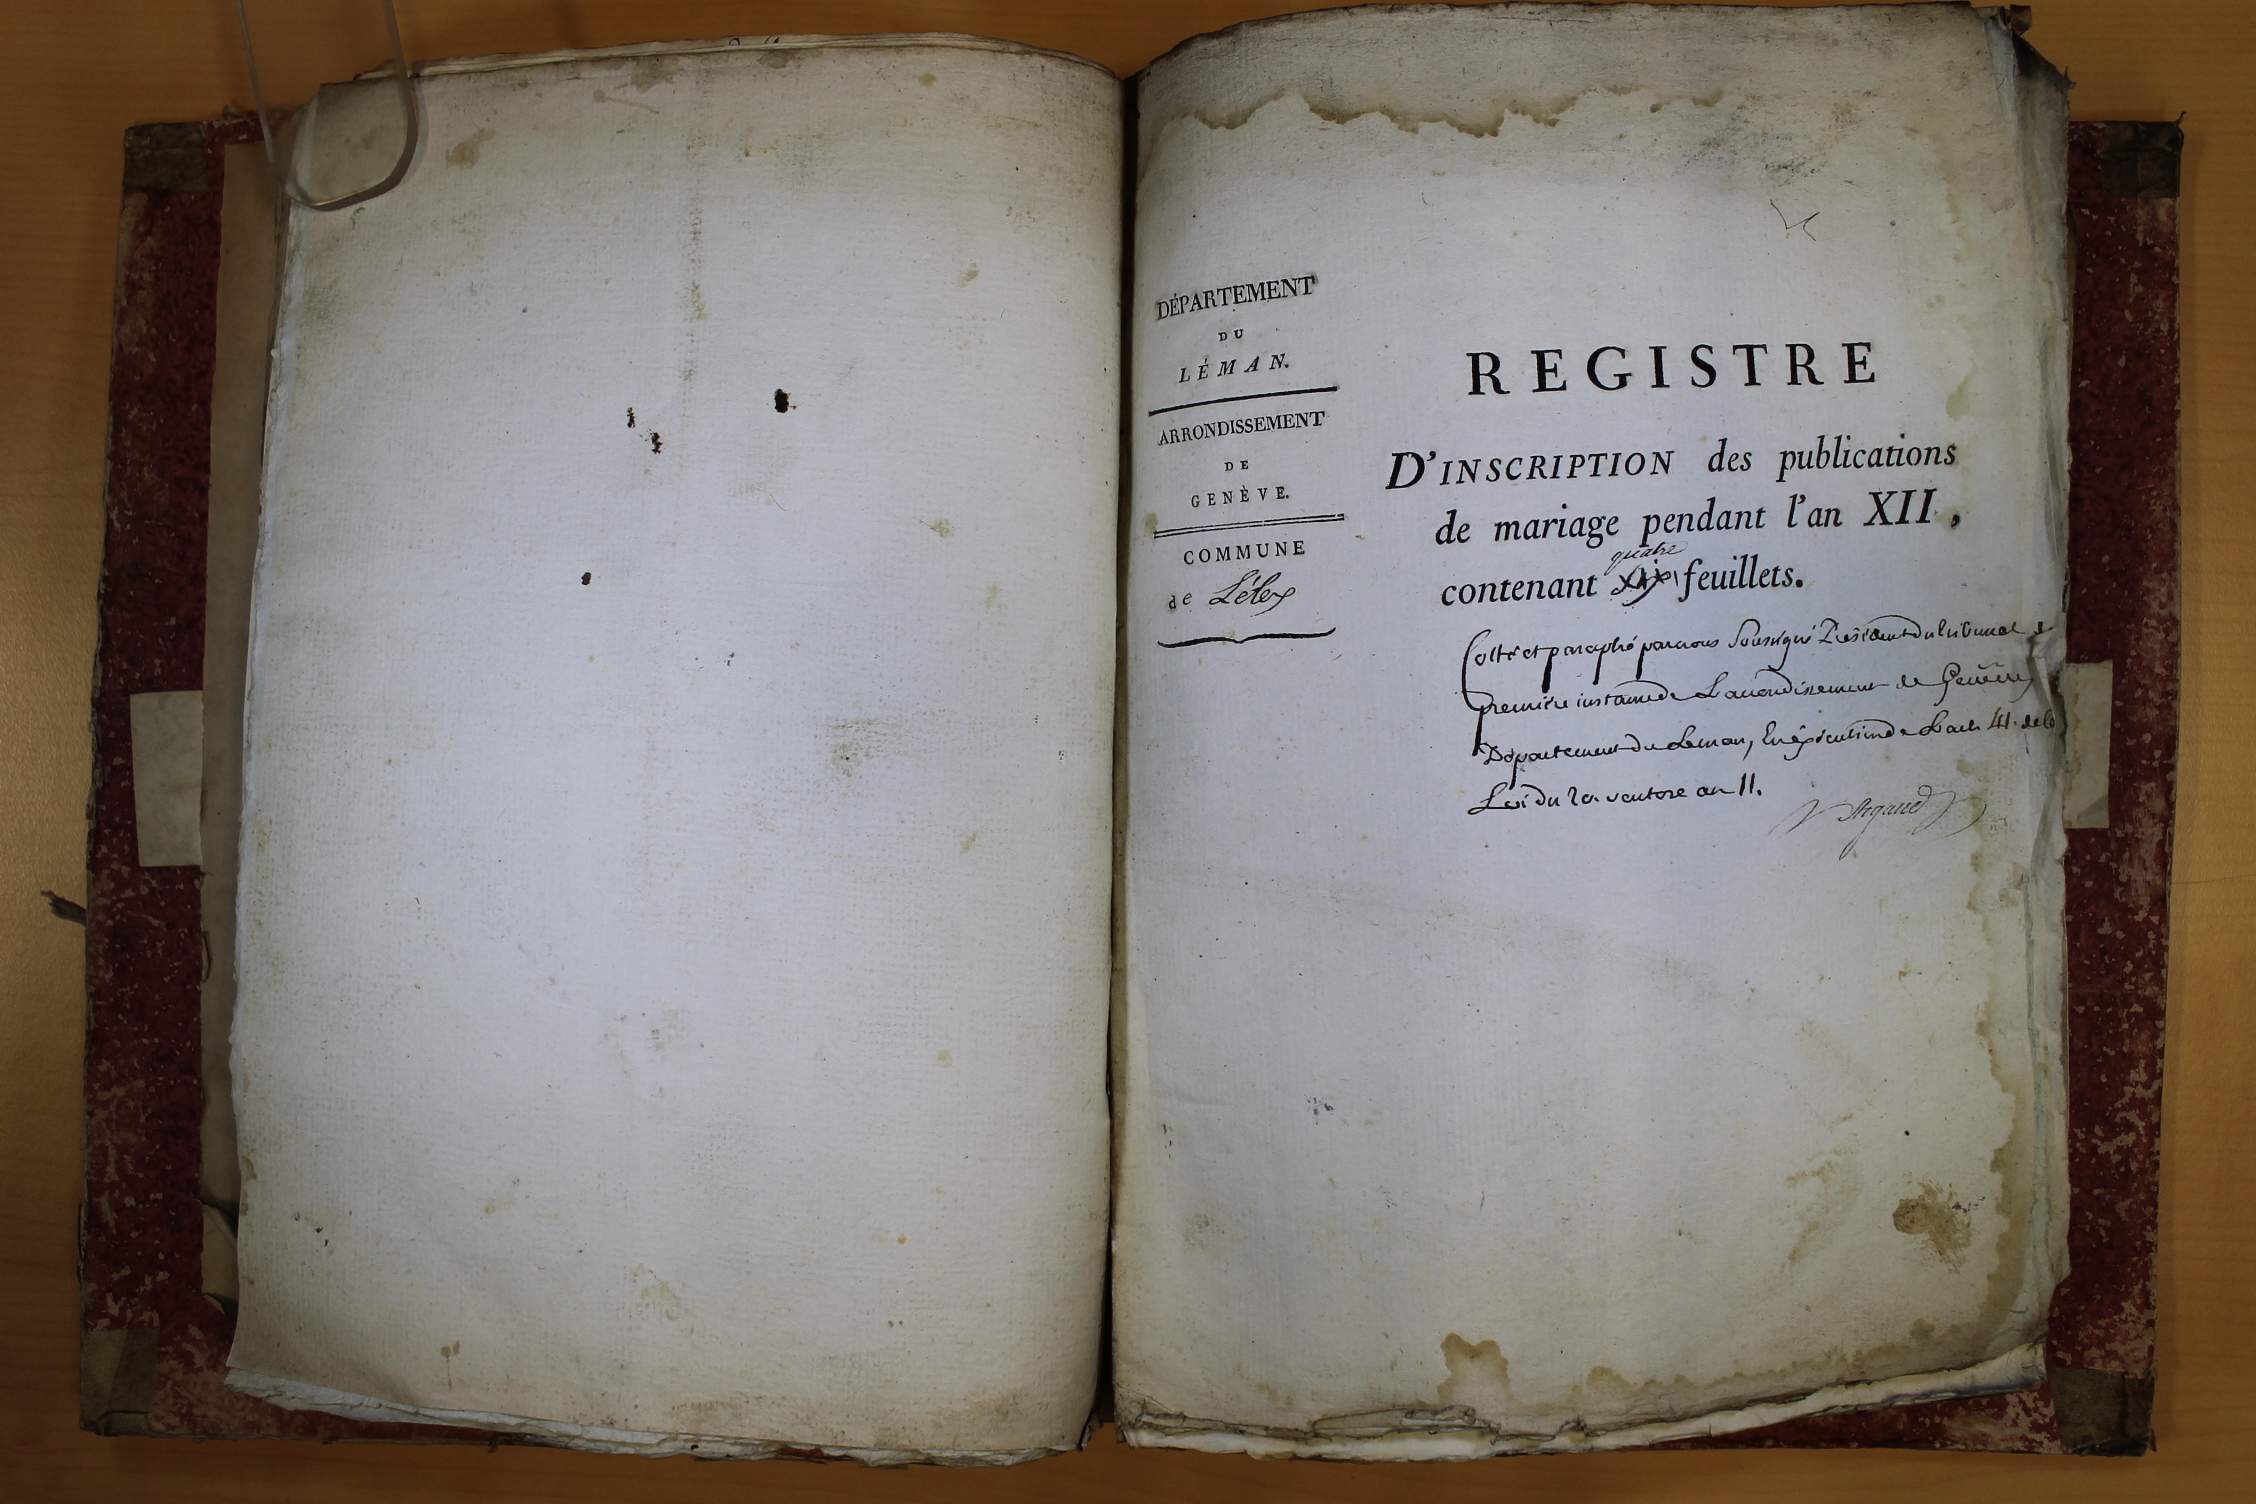 DÉPARTEMENT
DU
LÉMAN.
ARRONDISSEMENT
DE
GENÈVE.
COMMUNE
de Lélex
REGISTRE
D'INSCRIPTION des publications
de mariage pendant l'an XII,
quatre
contenant feuillets.
Cotté et paraphé par nous soussigné Président du tribunal de
première instance de L'arrondissement de Genève,
Département du Leman, En exécution de L'art. 41. de la
Loi du 20. ventose an 11.
Argand